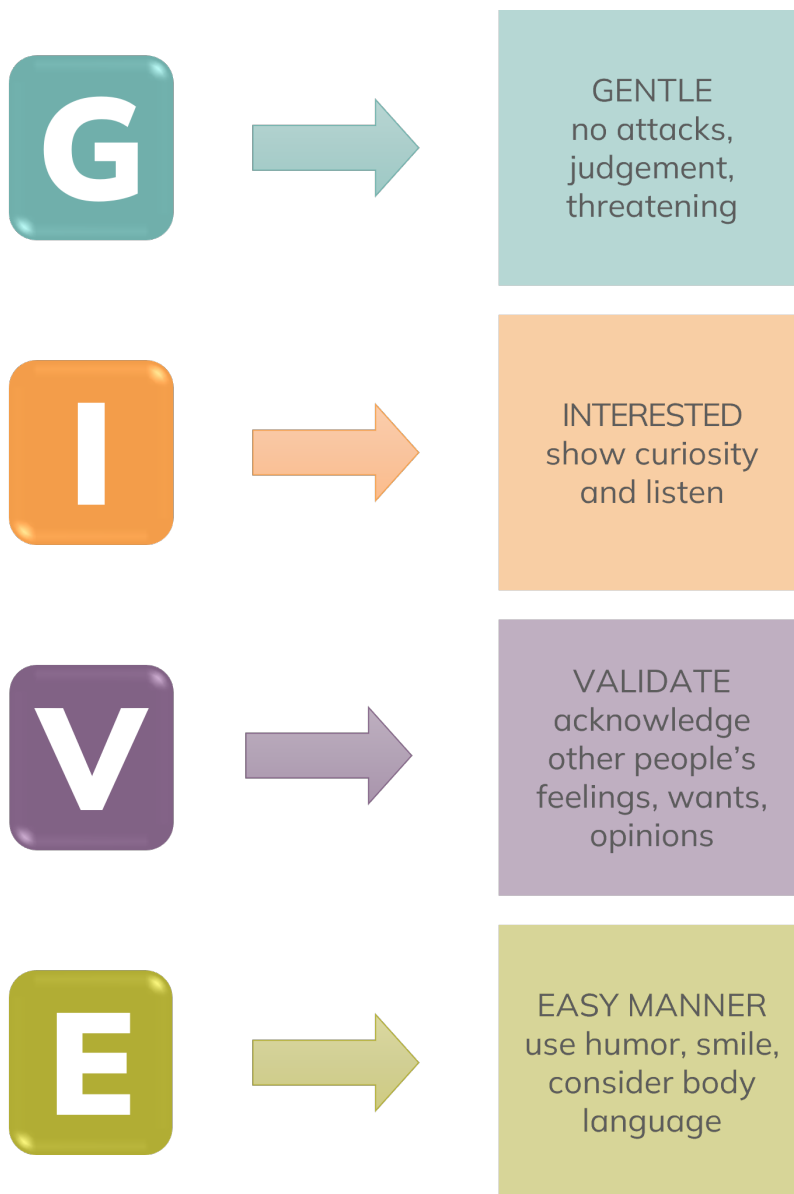 G
GENTLE
no attacks,
judgement,
threatening
I
INTERESTED
show curiosity
and listen
V
VALIDATE
acknowledge
other people’s
feelings, wants,
opinions
E
EASY MANNER
use humor, smile,
consider body
language